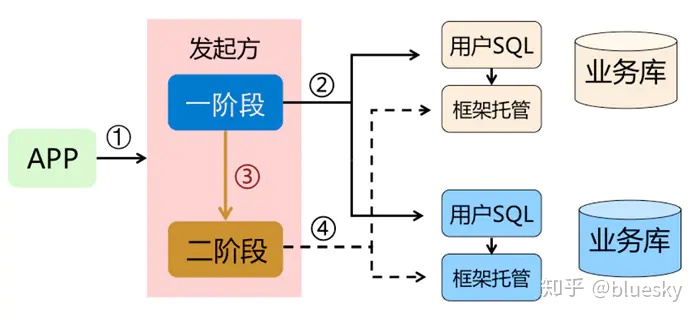 发起方
APP
①
一阶段
②
③
二阶段
④
用户SQL
框架托管
业务库
用户SQL
框架托管
业务库
知乎 @bluesky